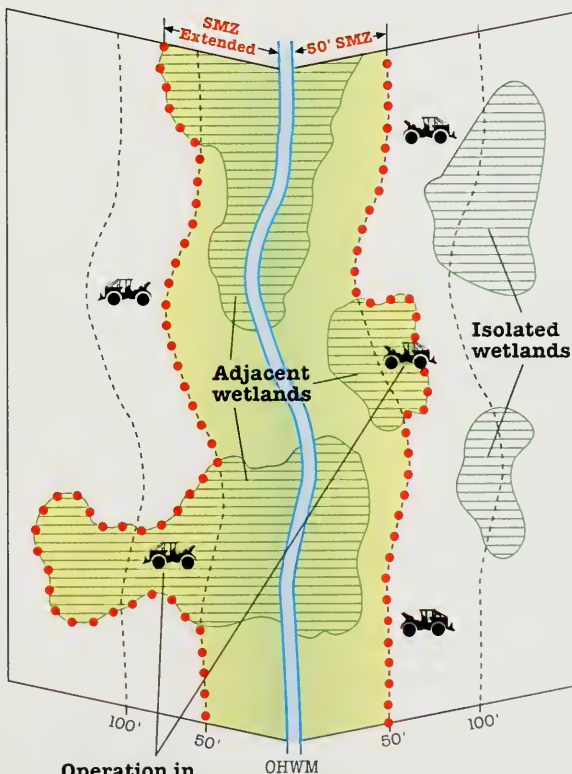 SMZ
Extended
50' SMZ
Isolated
wetlands
Adjacent
wetlands
100'
50'
50'
100'
OHWM
Operation in